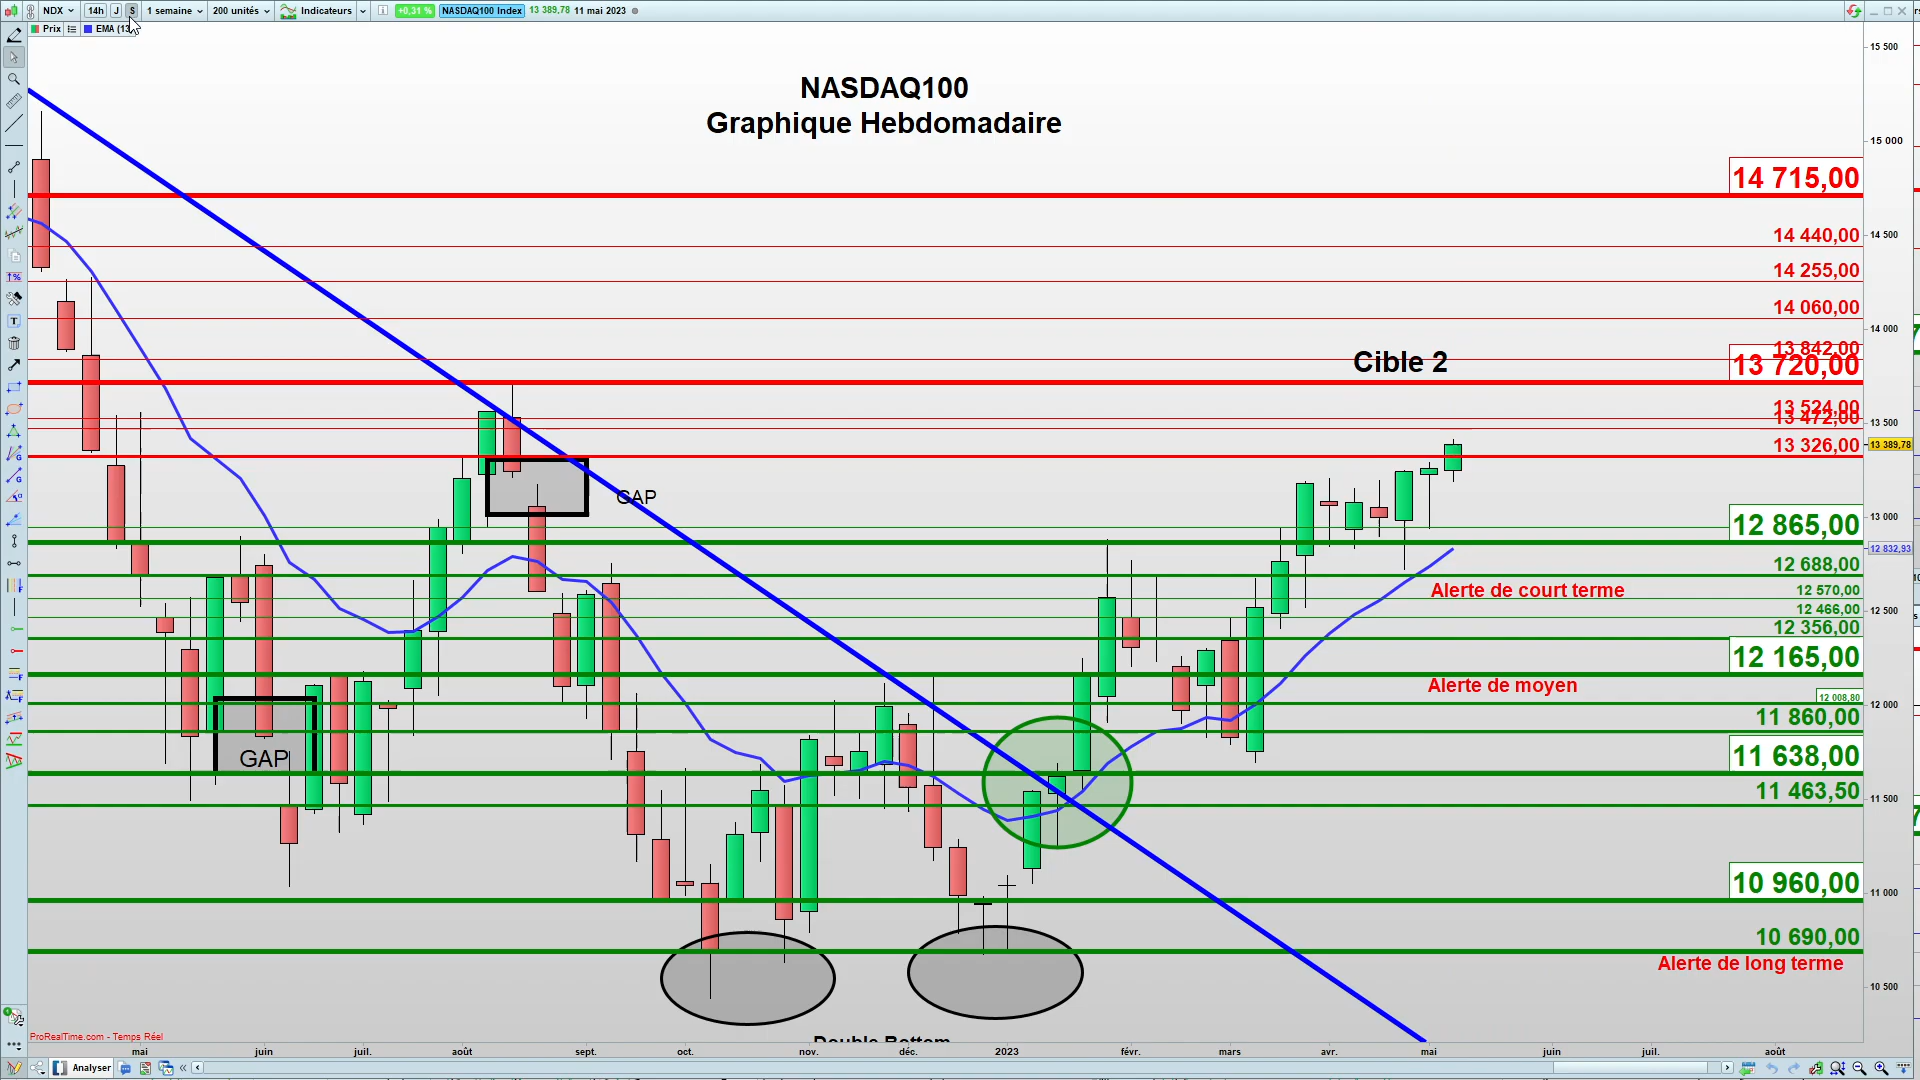 NDX 14h J S 1 semaine 200 unités Indicateurs +0,31 % NASDAQ100 Index 13 389,78 11 mai 2023
Prix EMA (13
NASDAQ100
Graphique Hebdomadaire
15 500
15 000
14 715,00
14 500
14 440,00
14 255,00
14 060,00
14 000
13 842,00
Cible 2
13 720,00
13 524,00
13 472,00
13 500
13 326,00
13 389,78
GAP
13 000
12 865,00
12 832,93
12 688,00
Alerte de court terme
12 570,00
12 466,00
12 500
12 356,00
12 165,00
Alerte de moyen
12 008,80
12 000
11 860,00
GAP
11 638,00
11 463,50
11 500
10 960,00
11 000
10 690,00
Alerte de long terme
10 500
ProRealTime.com - Temps Réel
Double Bottom
mai juin juil. août sept. oct. nov. déc. 2023 févr. mars avr. mai juin juil. août
Analyser